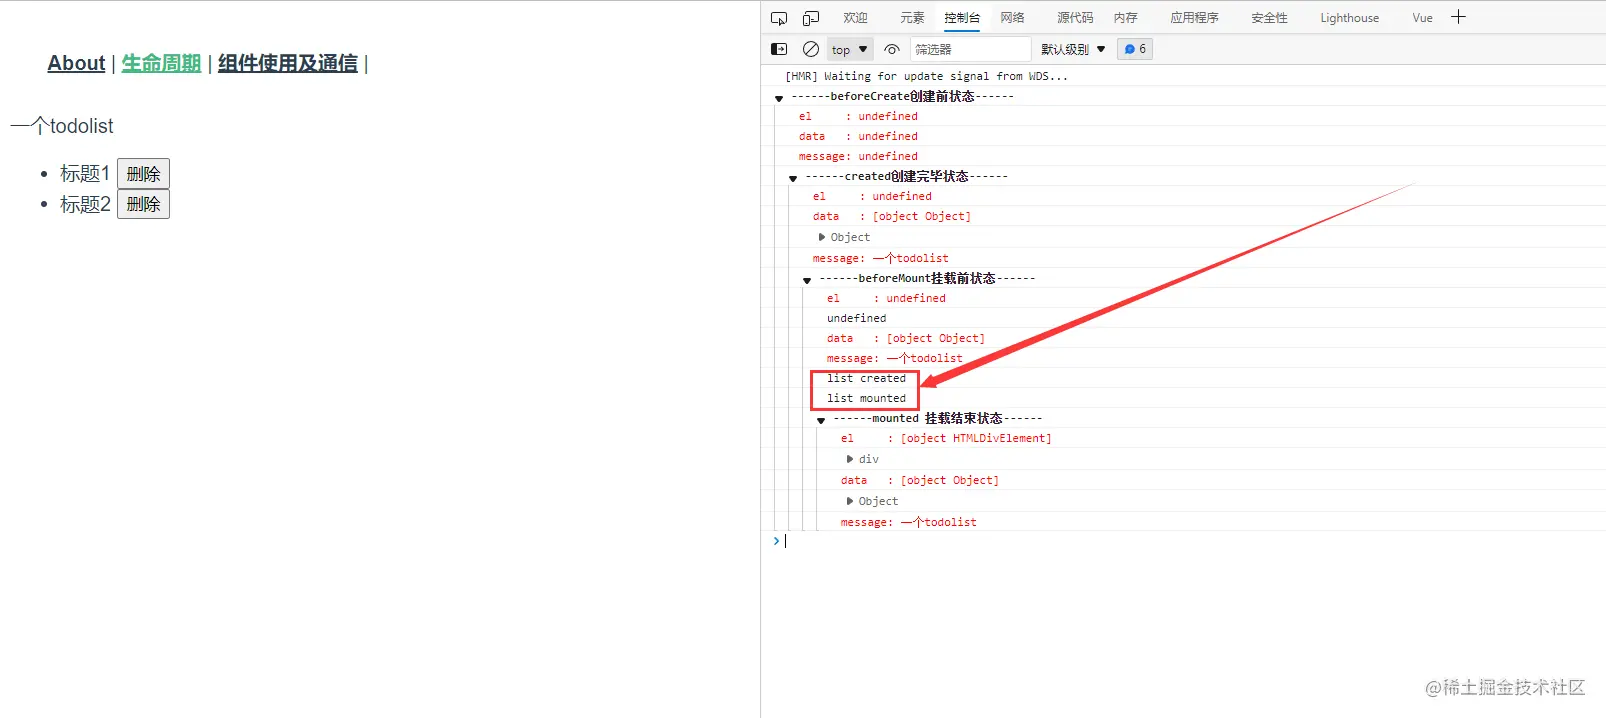 About | 生命周期 | 组件使用及通信 |
一个todolist
标题1 删除
标题2 删除
欢迎 元素 控制台 网络 源代码 内存 应用程序 安全性 Lighthouse Vue
top 筛选器 默认级别 6
[HMR] Waiting for update signal from WDS...
------beforeCreate创建前状态------
el : undefined
data : undefined
message: undefined
------created创建完毕状态------
el : undefined
data : [object Object]
Object
message: 一个todolist
------beforeMount挂载前状态------
el : undefined
undefined
data : [object Object]
message: 一个todolist
list created
list mounted
------mounted 挂载结束状态------
el : [object HTMLDivElement]
div
data : [object Object]
Object
message: 一个todolist
@稀土掘金技术社区